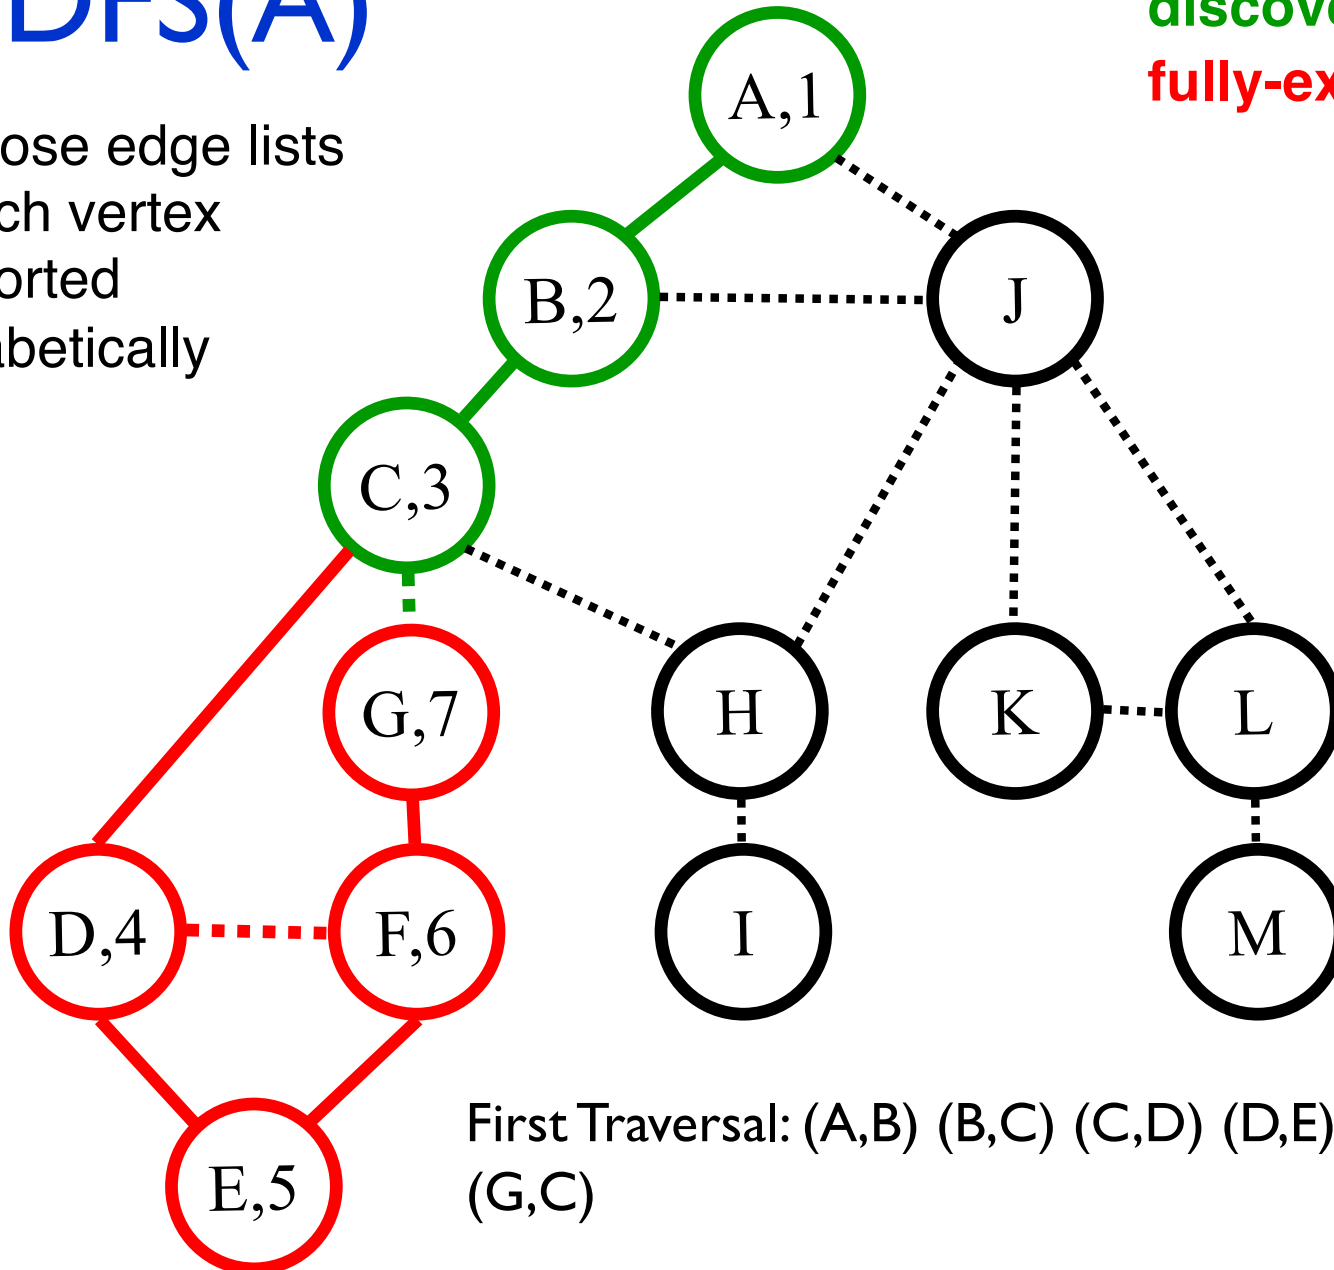 DFS(A)
discov
fully-ex
ose edge lists
ch vertex
orted
abetically
A,1
B,2
J
C,3
G,7
H
K
L
D,4
F,6
I
M
E,5
First Traversal: (A,B) (B,C) (C,D) (D,E)
(G,C)